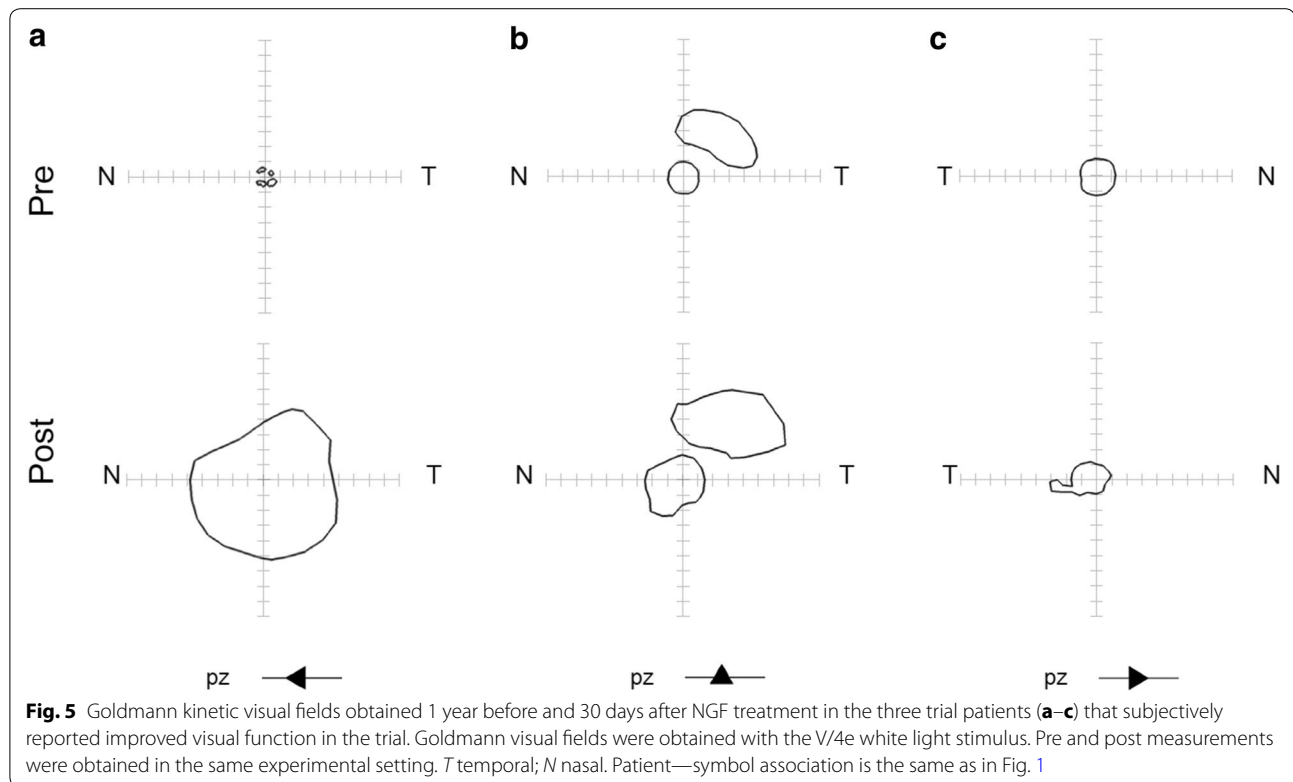 a b c
Pre N T N T T N
Post N T N T T N
pz pz pz
Fig. 5 Goldmann kinetic visual fields obtained 1 year before and 30 days after NGF treatment in the three trial patients (a–c) that subjectively
reported improved visual function in the trial. Goldmann visual fields were obtained with the V/4e white light stimulus. Pre and post measurements
were obtained in the same experimental setting. T temporal; N nasal. Patient—symbol association is the same as in Fig. 1